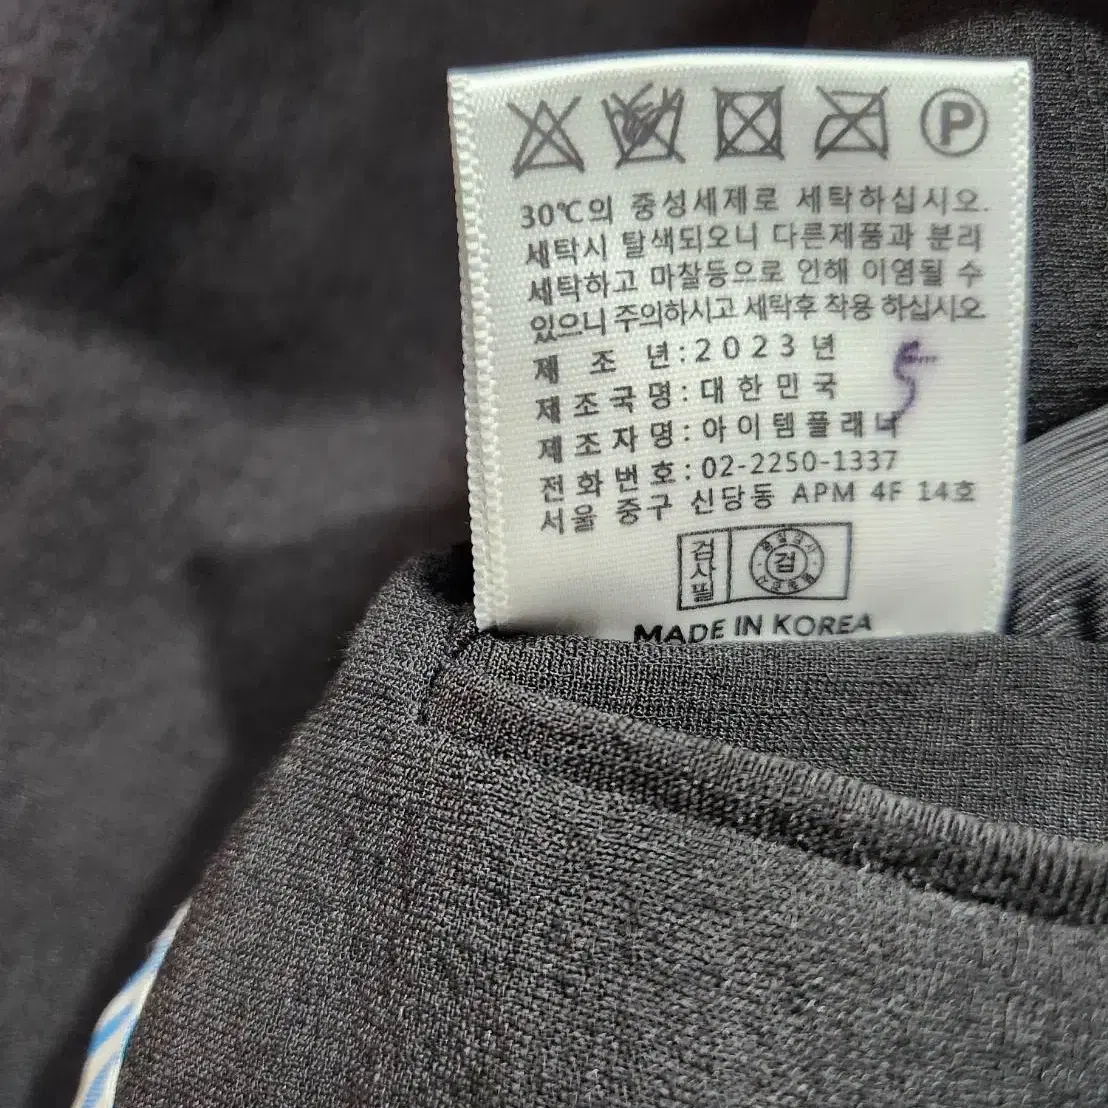 P
30℃의 중성세제로 세탁하십시오.
세탁시 탈색되오니 다른제품과 분리
세탁하고 마찰등으로 인해 이염될 수
있으니 주의하시고 세탁후 착용 하십시오.
제 조 년:2023년
제조국명:대한민국
제조자명:아이템플래너
전화번호:02-2250-1337
서울 중구 신당동 APM 4F 14호
검사필
검
MADE IN KOREA